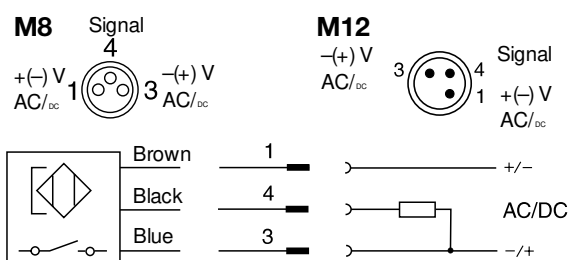 M8 Signal
4
+(−) V AC/DC 1 3 −(+) V AC/DC
M12
−(+) V AC/DC
3 4 Signal
1 +(−) V AC/DC
Brown 1 +/−
Black 4 AC/DC
Blue 3 −/+